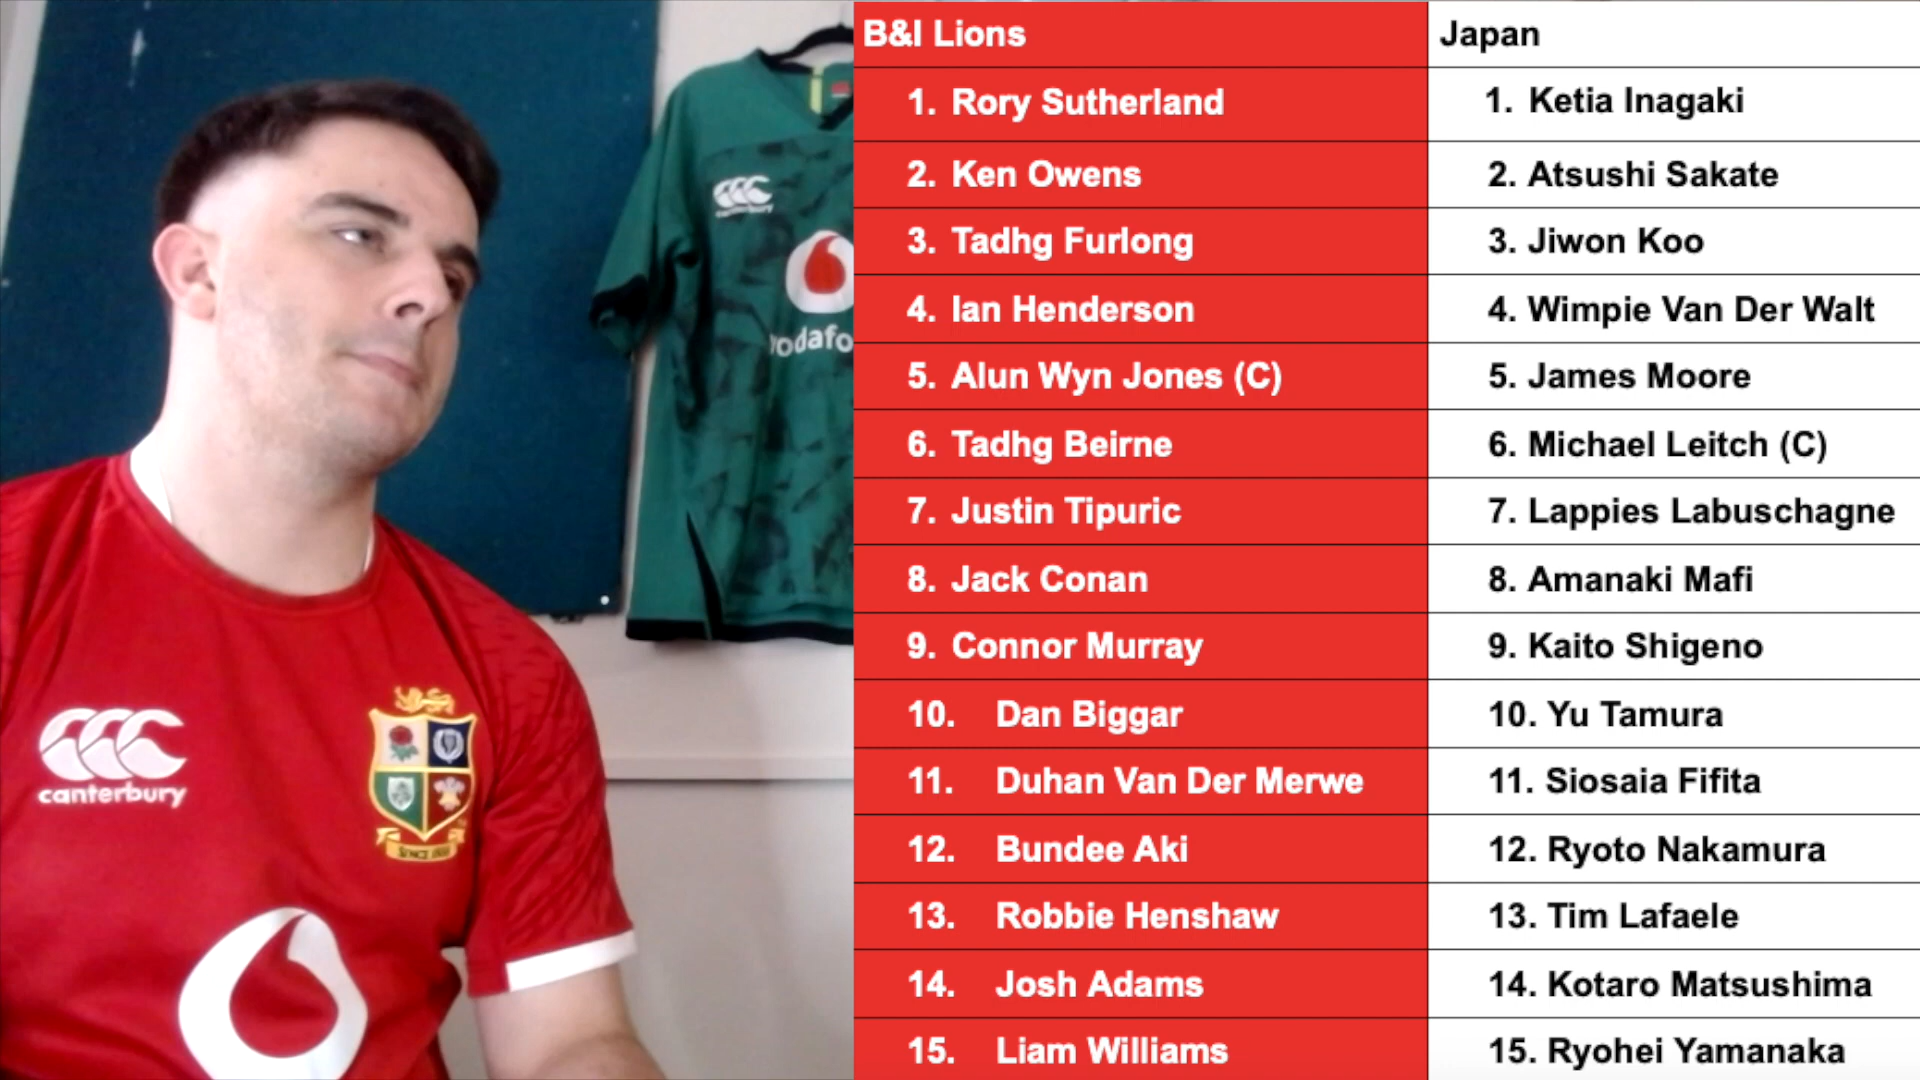 B&I Lions
1. Rory Sutherland
2. Ken Owens
3. Tadhg Furlong
4. Ian Henderson
5. Alun Wyn Jones (C)
6. Tadhg Beirne
7. Justin Tipuric
8. Jack Conan
9. Connor Murray
10. Dan Biggar
11. Duhan Van Der Merwe
12. Bundee Aki
13. Robbie Henshaw
14. Josh Adams
15. Liam Williams
Japan
1. Ketia Inagaki
2. Atsushi Sakate
3. Jiwon Koo
4. Wimpie Van Der Walt
5. James Moore
6. Michael Leitch (C)
7. Lappies Labuschagne
8. Amanaki Mafi
9. Kaito Shigeno
10. Yu Tamura
11. Siosaia Fifita
12. Ryoto Nakamura
13. Tim Lafaele
14. Kotaro Matsushima
15. Ryohei Yamanaka
canterbury
vodafo
canterbury
SINCE 1888